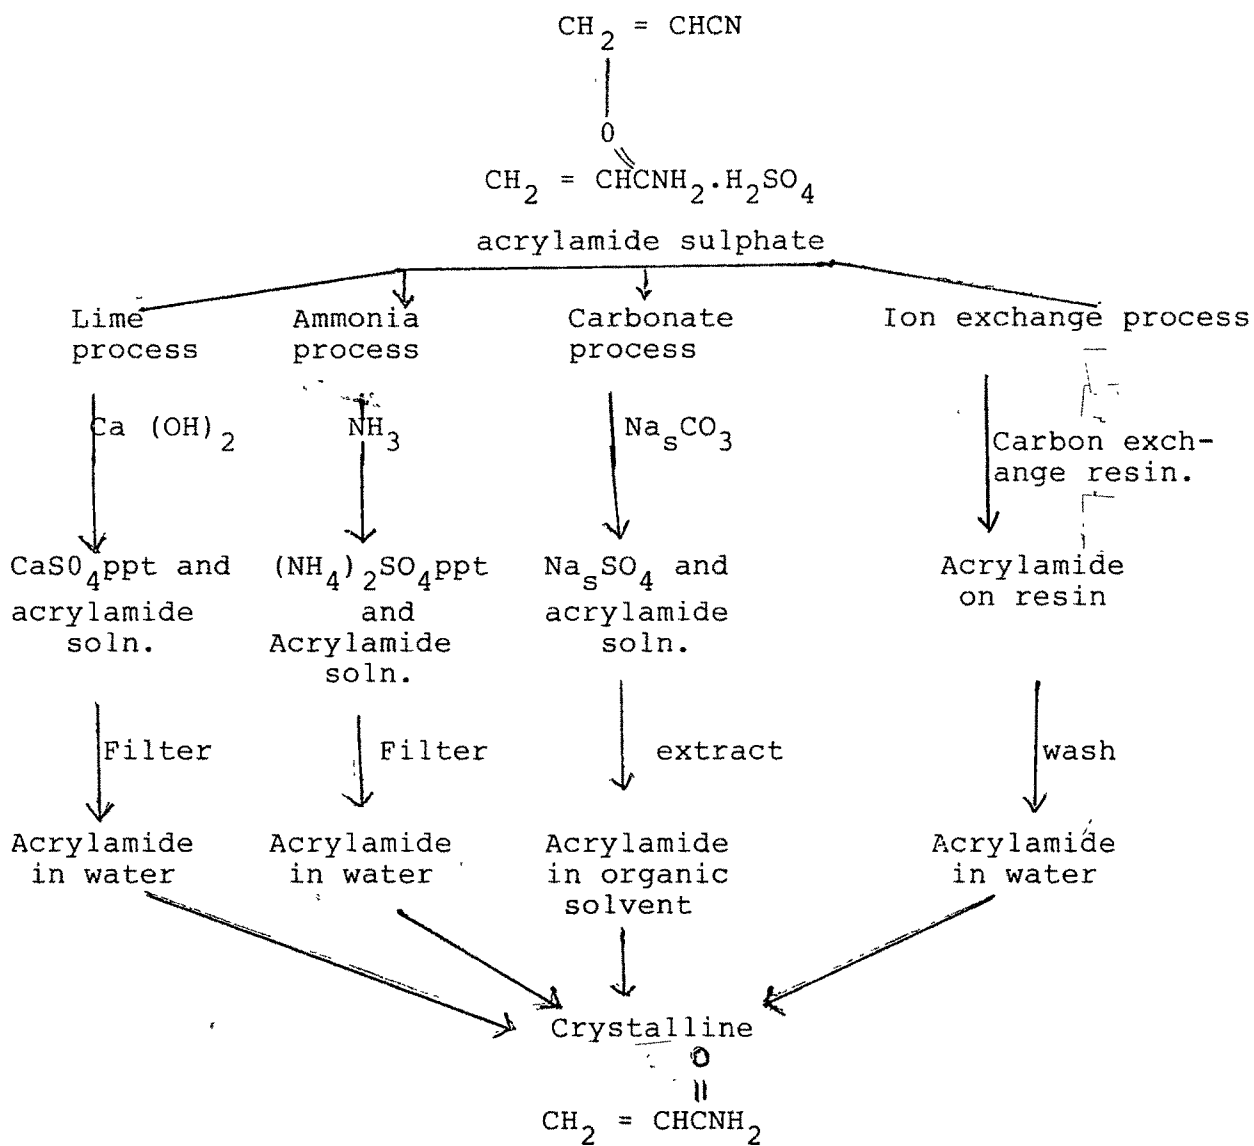 CH2 = CHCN
O
CH2 = CHCNH2.H2SO4
acrylamide sulphate
Lime
process
Ammonia
process
Carbonate
process
Ion exchange process
Ca (OH)2
NH3
NasCO3
Carbon exch-
ange resin.
CaSO4ppt and
acrylamide
soln.
(NH4)2SO4ppt
and
Acrylamide
soln.
NasSO4 and
acrylamide
soln.
Acrylamide
on resin
Filter
Filter
extract
wash
Acrylamide
in water
Acrylamide
in water
Acrylamide
in organic
solvent
Acrylamide
in water
Crystalline
O
CH2 = CHCNH2